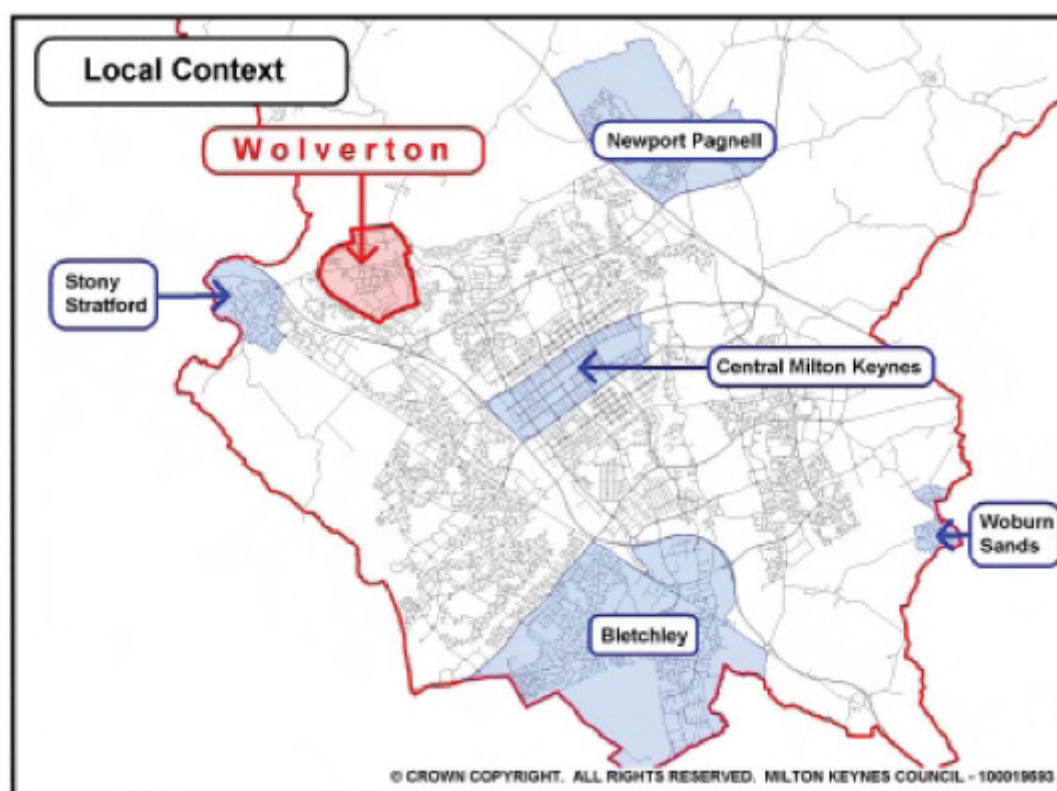 Local Context
Wolverton
Newport Pagnell
Stony
Stratford
Central Milton Keynes
Woburn
Sands
Bletchley
© CROWN COPYRIGHT. ALL RIGHTS RESERVED. MILTON KEYNES COUNCIL - 100019593